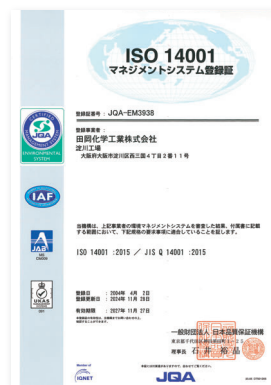 ISO 14001
マネジメントシステム登録証
登録証番号 : JQA-EM3938
登録事業者 :
田岡化学工業株式会社
淀川工場
大阪府大阪市淀川区西三国4丁目2番11号
CERTIFIED
MANAGEMENT SYSTEM
JQA
ENVIRONMENTAL
SYSTEM
IAF
当機構は、上記事業者の環境マネジメントシステムを審査した結果、付属書に記載
する範囲において、下記規格の要求事項に適合していることを証します。
ISO 14001 :2015 / JIS Q 14001 :2015
JAB
UKAS
登録日 : 2004年 4月 2日
登録更新日 : 2024年 11月 28日
有効期限 : 2027年 11月 27日
一般財団法人 日本品質保証機構
理事長 石井 裕晶
Member of
IQNET
JQA